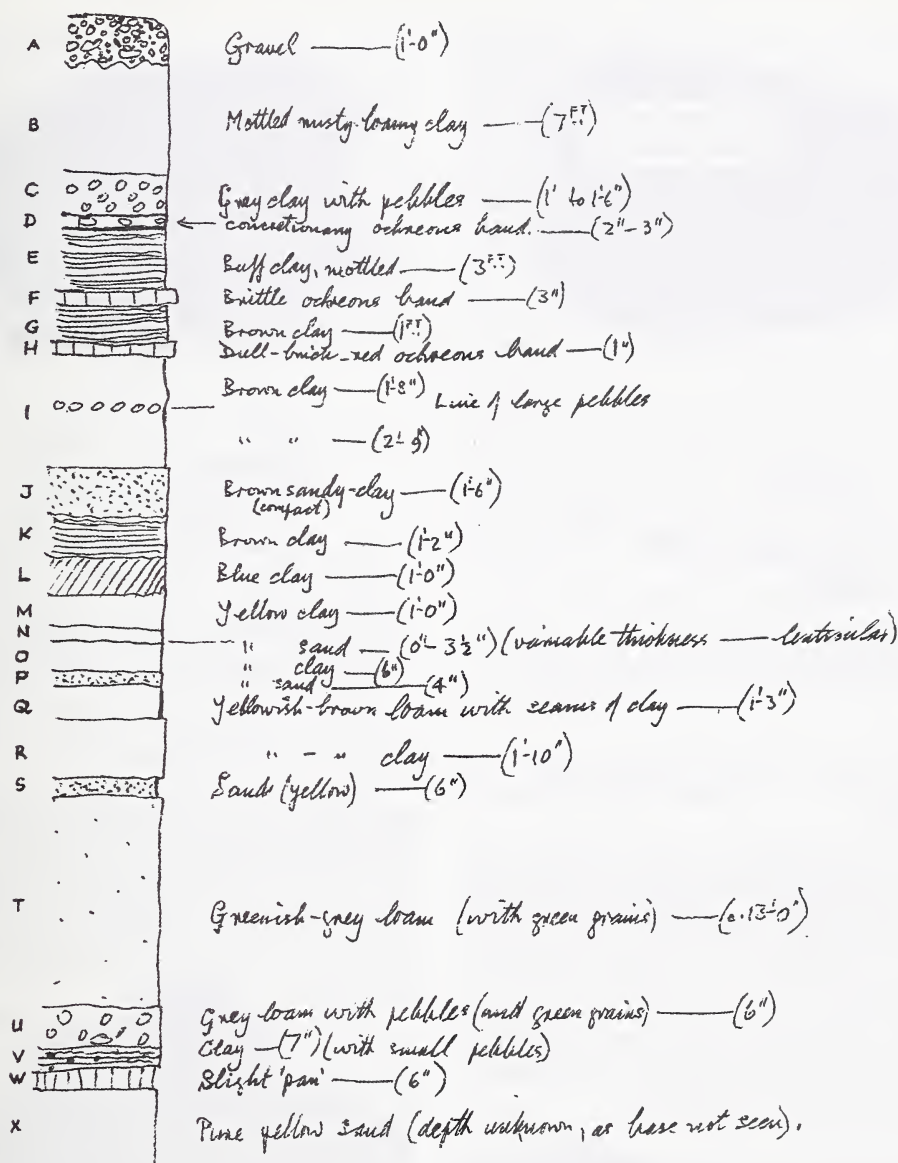 A Gravel — (1'-0")
B Mottled rusty-loamy clay — (7 FT)
C Grey clay with pebbles — (1' to 1'-6")
D ← concretionary ochreous band. — (2"-3")
E Buff clay, mottled — (3 FT)
F Brittle ochreous band — (3")
G Brown clay — (1 FT)
H Dull-brick-red ochreous band — (1")
Brown clay — (1'-8")
I Line of large pebbles
" " — (2'-9")
J Brown sandy-clay — (1'-6")
(compact)
K Brown clay — (1'-2")
L Blue clay — (1'-0")
M Yellow clay — (1'-0")
N " sand — (0"-3½") (variable thickness — lenticular)
O " clay — (6")
P " sand — (4")
Q Yellowish-brown loam with seams of clay — (1'-3")
R " - " clay — (1'-10")
S Sands (yellow) — (6")
T Greenish-grey loam (with green grains) — (c.13'-0")
U Grey loam with pebbles (and green grains) — (6")
V Clay — (7") (with small pebbles)
W Slight 'pan' — (6")
X Pure yellow sand (depth unknown, as base not seen).